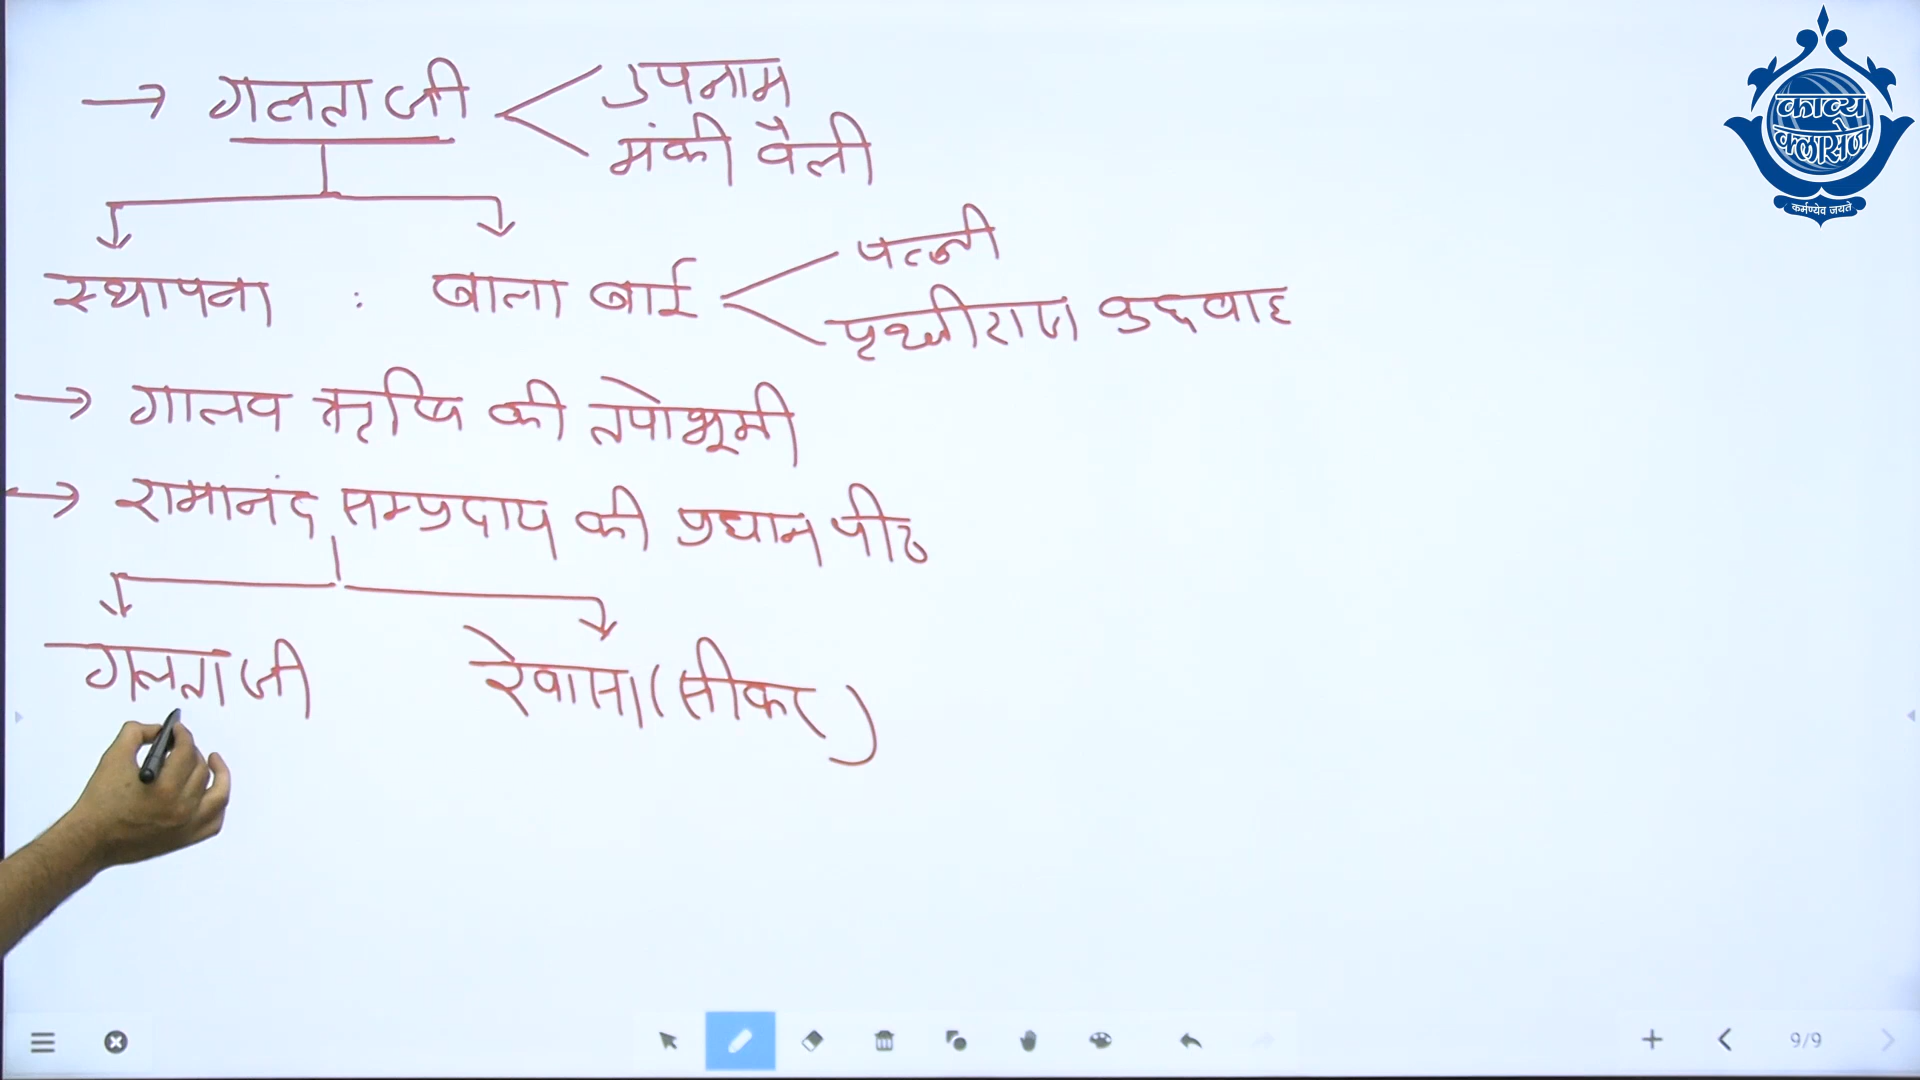 → गलताजी < उपनाम
मंकी वैली
स्थापना : बाला बाई < पत्नी
पृथ्वीराज कछवाह
→ गालव ऋषि की तपोभूमी
→ रामानंद सम्प्रदाय की प्रधान पीठ
गलताजी रेवासा (सीकर)
काव्य
क्लासेज
कर्मण्येव जयते
9/9